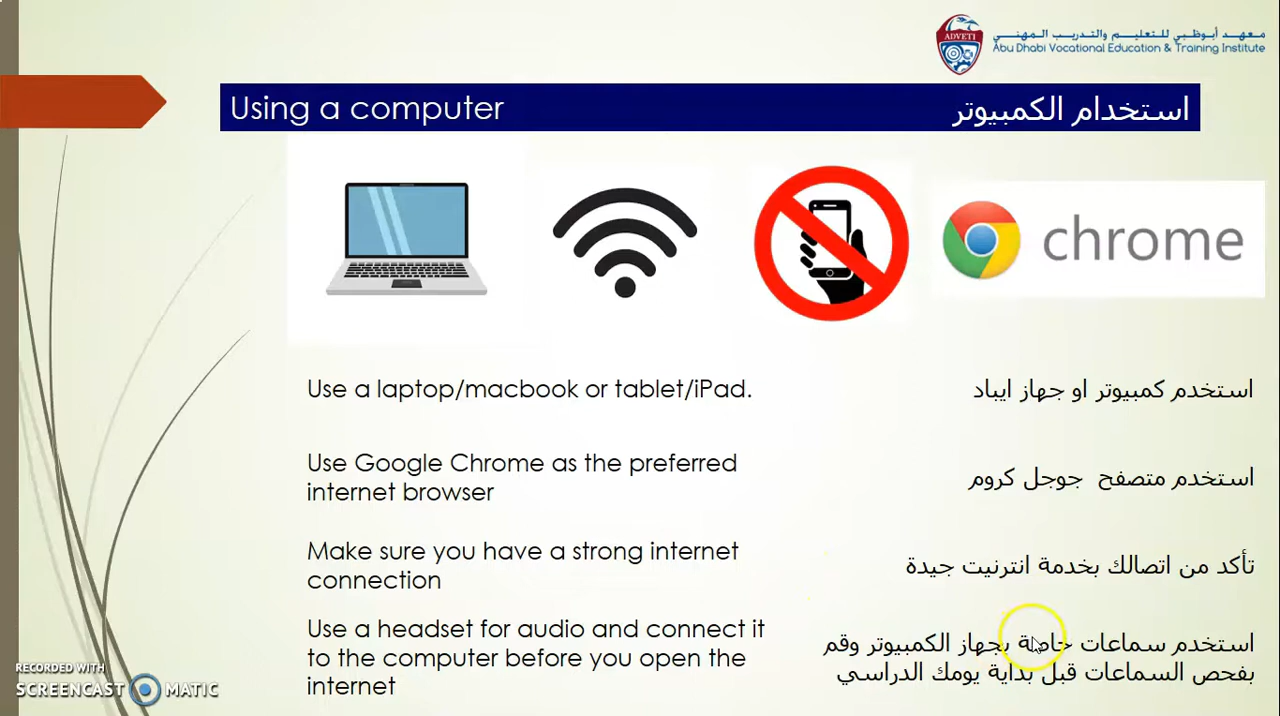 معهد أبوظبي للتعليم والتدريب المهني
ADVETI
Abu Dhabi Vocational Education & Training Institute
Using a computer
استخدام الكمبيوتر
chrome
Use a laptop/macbook or tablet/iPad.
استخدم كمبيوتر او جهاز ايباد
Use Google Chrome as the preferred
internet browser
استخدم متصفح جوجل كروم
Make sure you have a strong internet
connection
تأكد من اتصالك بخدمة انترنيت جيدة
Use a headset for audio and connect it
to the computer before you open the
internet
استخدم سماعات خاصة بجهاز الكمبيوتر وقم
بفحص السماعات قبل بداية يومك الدراسي
RECORDED WITH
SCREENCAST MATIC